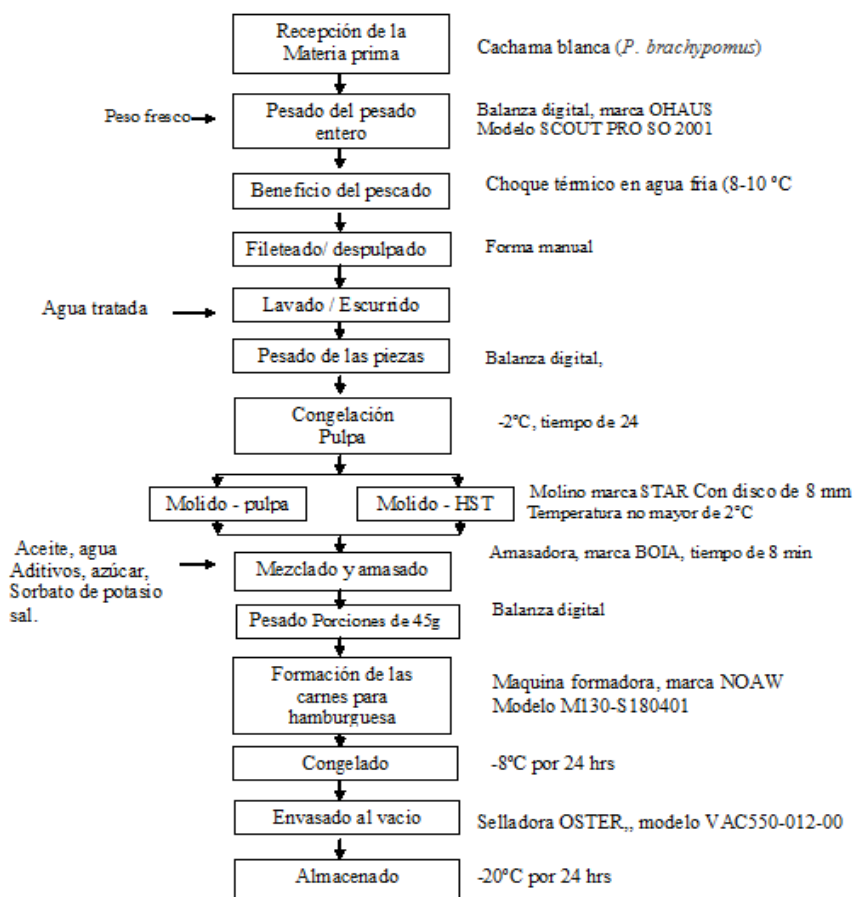 Recepción de la
Materia prima
Cachama blanca (P. brachypomus)
Peso fresco
Pesado del pesado
entero
Balanza digital, marca OHAUS
Modelo SCOUT PRO SO 2001
Beneficio del pescado
Choque térmico en agua fria (8-10 ºC
Fileteado/ despulpado
Forma manual
Agua tratada
Lavado / Escurrido
Pesado de las piezas
Balanza digital,
Congelación
Pulpa
-2ºC, tiempo de 24
Molido - pulpa
Molido - HST
Molino marca STAR Con disco de 8 mm
Temperatura no mayor de 2°C
Aceite, agua
Aditivos, azúcar,
Sorbato de potasio
sal.
Mezclado y amasado
Amasadora, marca BOIA, tiempo de 8 min
Pesado Porciones de 45g
Balanza digital
Formación de las
carnes para
hamburguesa
Maquina formadora, marca NOAW
Modelo M130-S180401
Congelado
-8ºC por 24 hrs
Envasado al vacio
Selladora OSTER,, modelo VAC550-012-00
Almacenado
-20ºC por 24 hrs